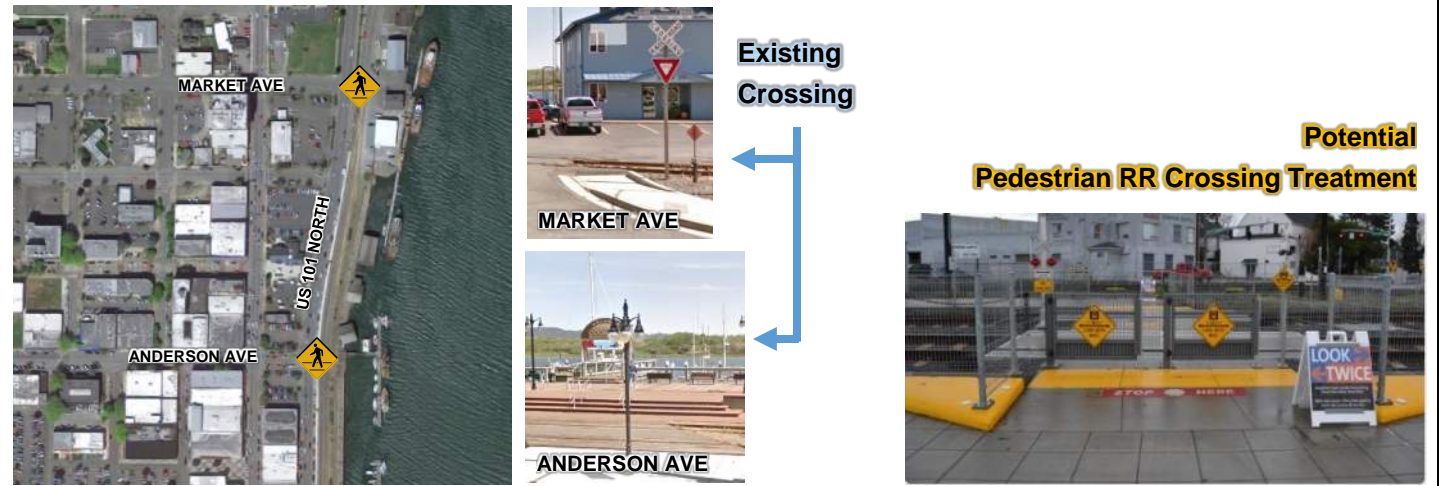 MARKET AVE
US 101 NORTH
ANDERSON AVE
MARKET AVE
ANDERSON AVE
Existing
Crossing
Potential
Pedestrian RR Crossing Treatment
STOP HERE
LOOK
TWICE